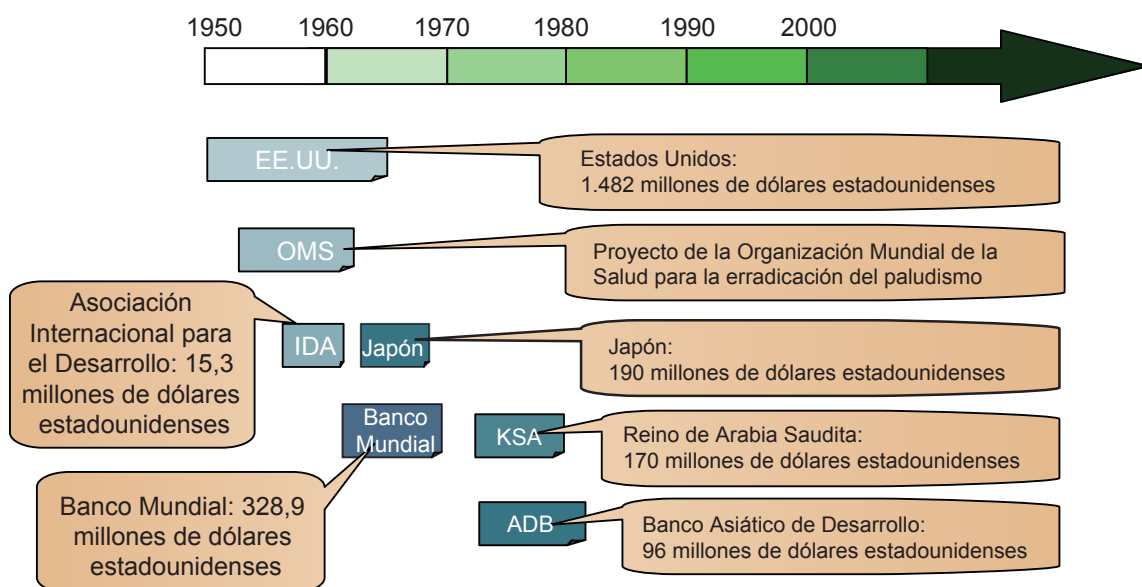 1950 1960 1970 1980 1990 2000
EE.UU.
Estados Unidos:
1.482 millones de dólares estadounidenses
OMS
Proyecto de la Organización Mundial de la
Salud para la erradicación del paludismo
Asociación
Internacional para
el Desarrollo: 15,3
millones de dólares
estadounidenses
IDA
Japón
Japón:
190 millones de dólares estadounidenses
Banco
Mundial
KSA
Reino de Arabia Saudita:
170 millones de dólares estadounidenses
Banco Mundial: 328,9
millones de dólares
estadounidenses
ADB
Banco Asiático de Desarrollo:
96 millones de dólares estadounidenses